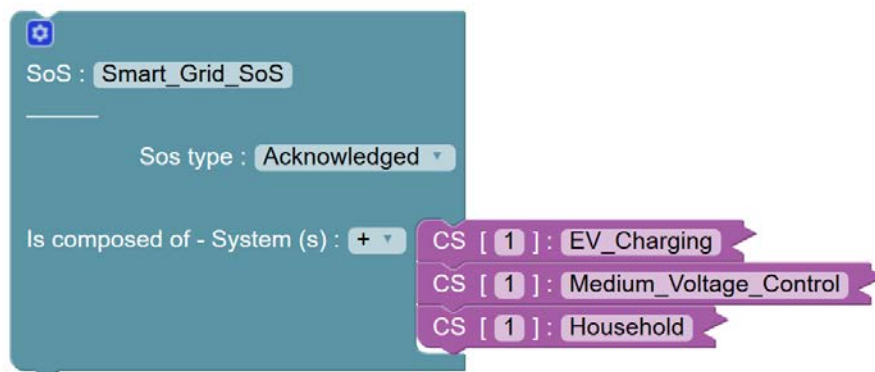 SoS : Smart_Grid_SoS
Sos type : Acknowledged
Is composed of - System (s) : + CS [ 1 ] : EV_Charging
CS [ 1 ] : Medium_Voltage_Control
CS [ 1 ] : Household